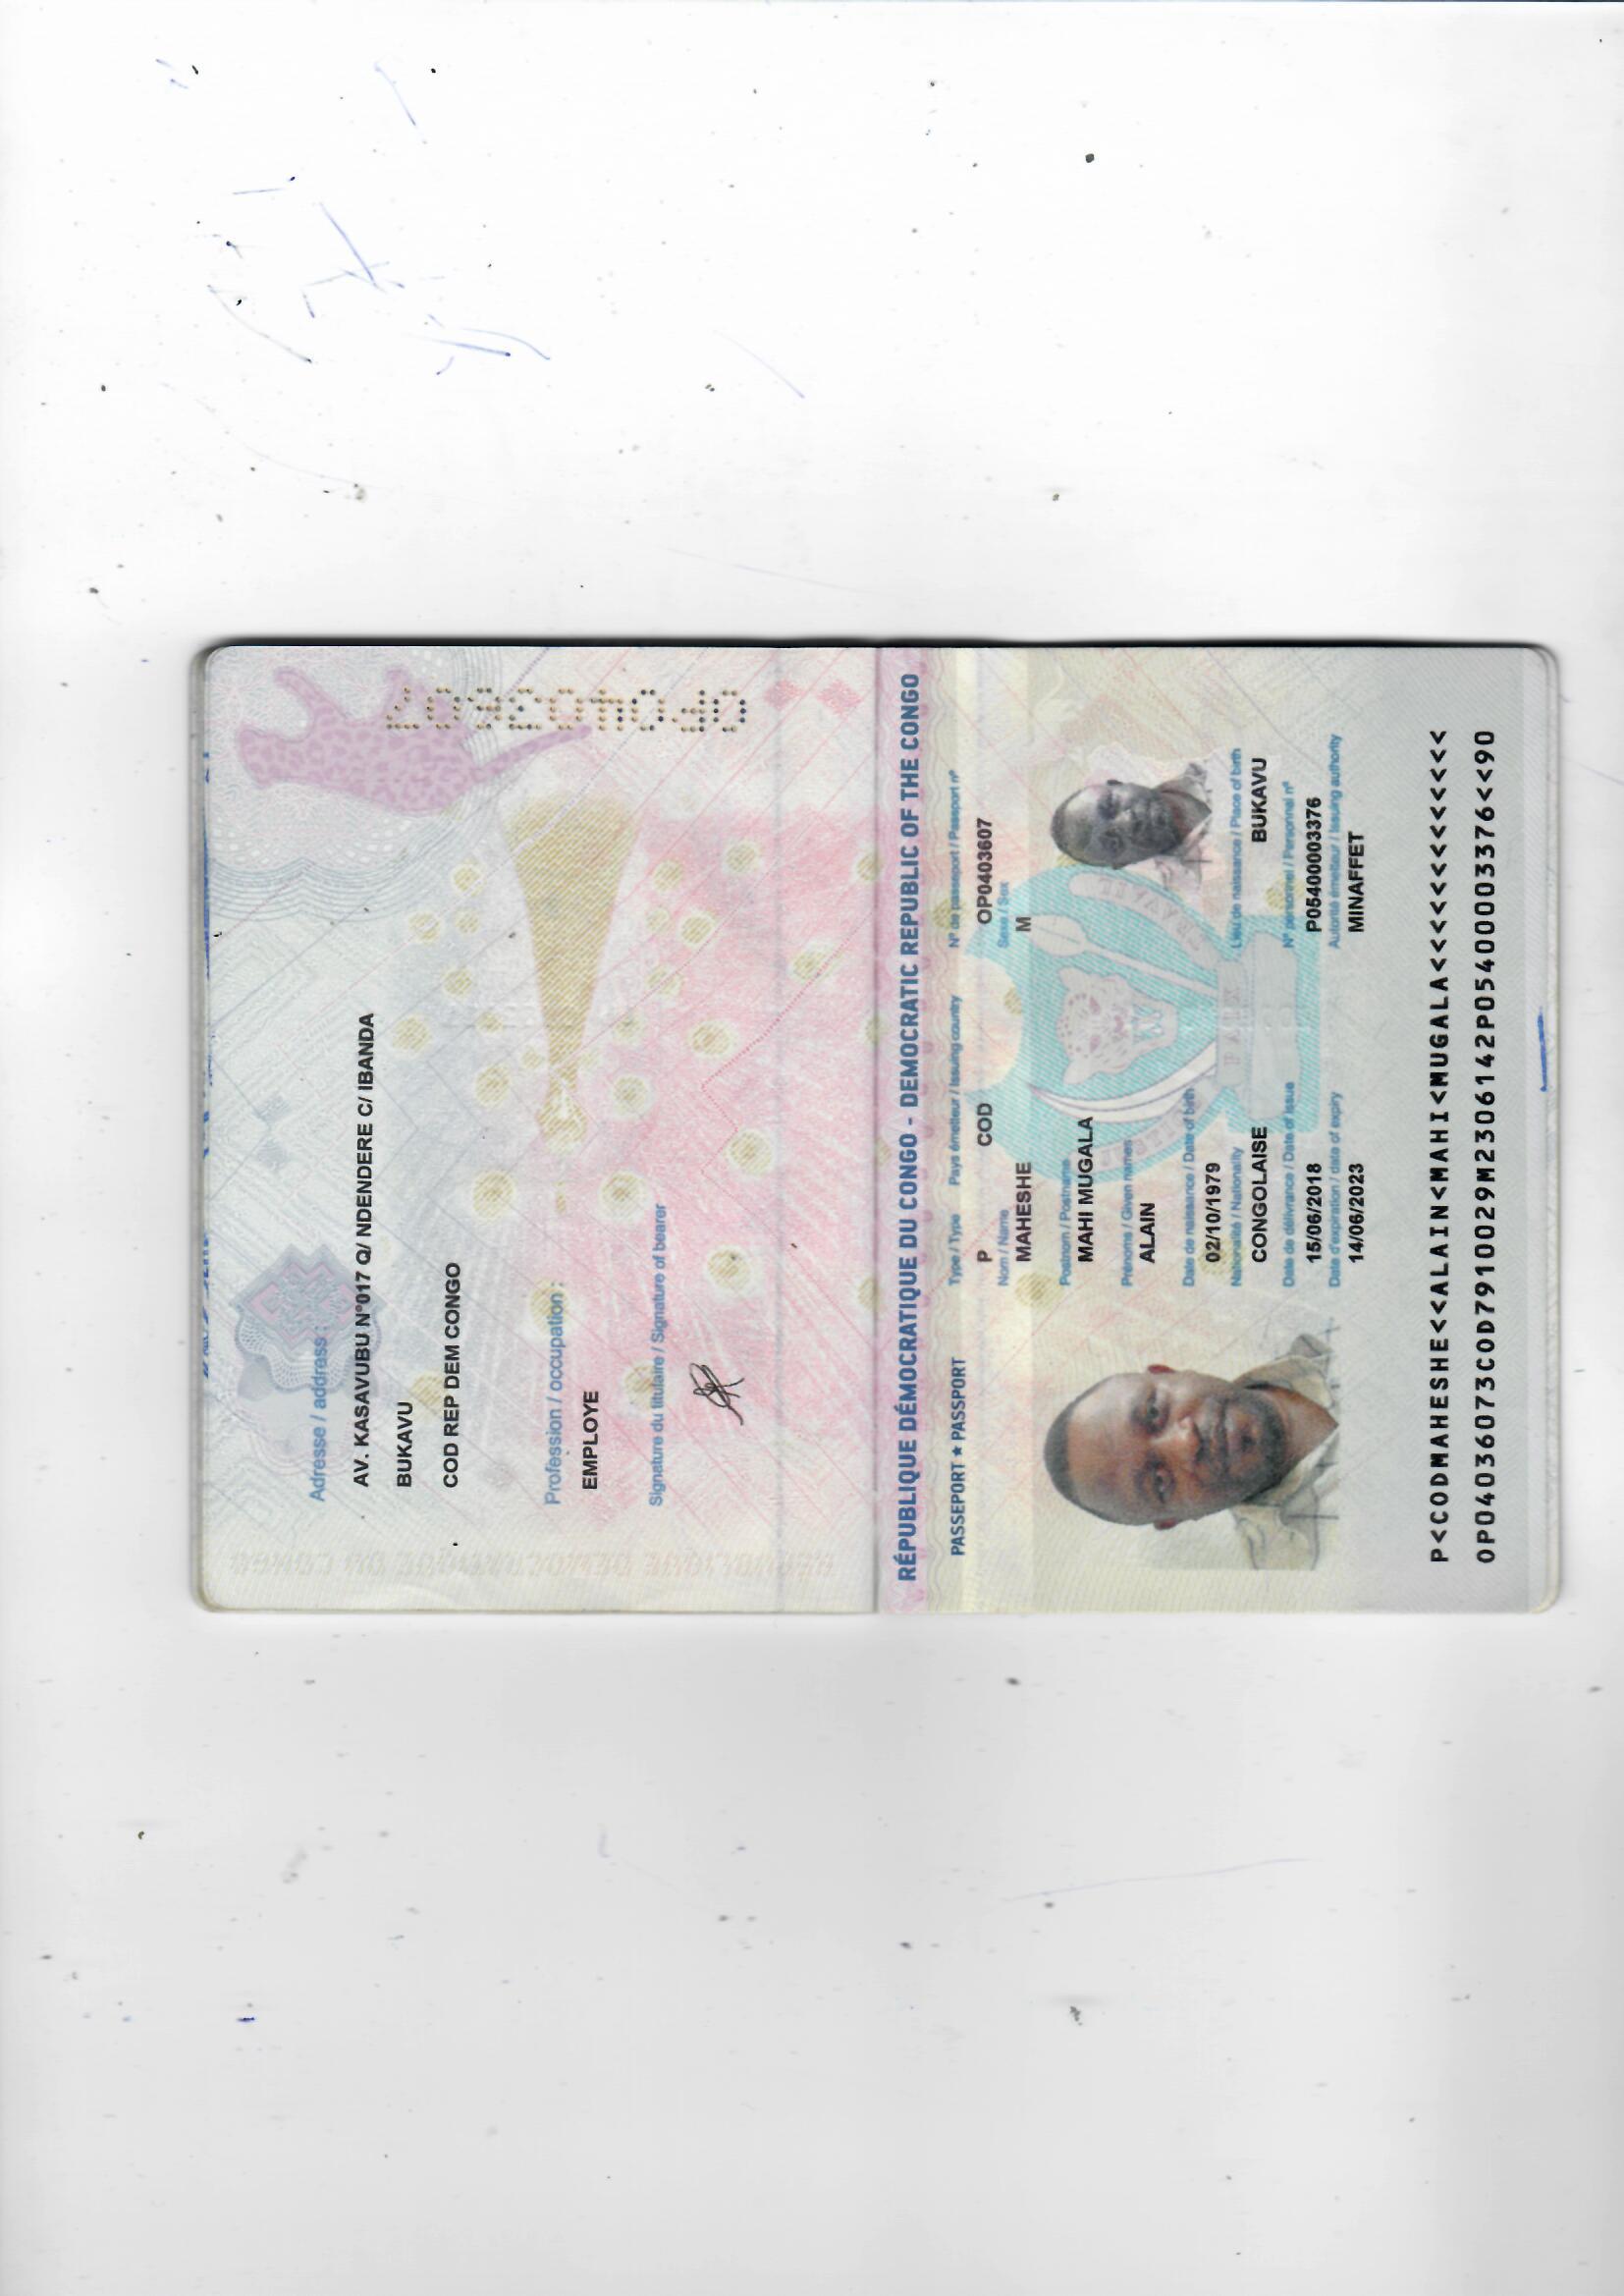 Adresse / address :
AV. KASAVUBU N°017 Q/ NDENDERE C/ IBANDA
BUKAVU
COD REP DEM CONGO
Profession / occupation :
EMPLOYE
Signature du titulaire / Signature of bearer
OP0403607
RÉPUBLIQUE DÉMOCRATIQUE DU CONGO - DEMOCRATIC REPUBLIC OF THE CONGO
PASSEPORT ★ PASSPORT
Type / Type Pays émetteur / Issuing country N° de passeport / Passport n°
P COD OP0403607
Nom / Name Sexe / Sex
MAHESHE M
Postnom / Postname
MAHI MUGALA
Prénoms / Given names
ALAIN
Date de naissance / Date of birth
02/10/1979
Nationalité / Nationality Lieu de naissance / Place of birth
CONGOLAISE BUKAVU
Date de délivrance / Date of issue N° personnel / Personnal n°
15/06/2018 P05400003376
Date d'expiration / date of expiry Autorité émetteur / Issuing authority
14/06/2023 MINAFFET
P<CODMAHESHE<<ALAIN<MAHI<MUGALA<<<<<<<<<<<<<
OP04036073COD7910029M2306142P05400003376<<90